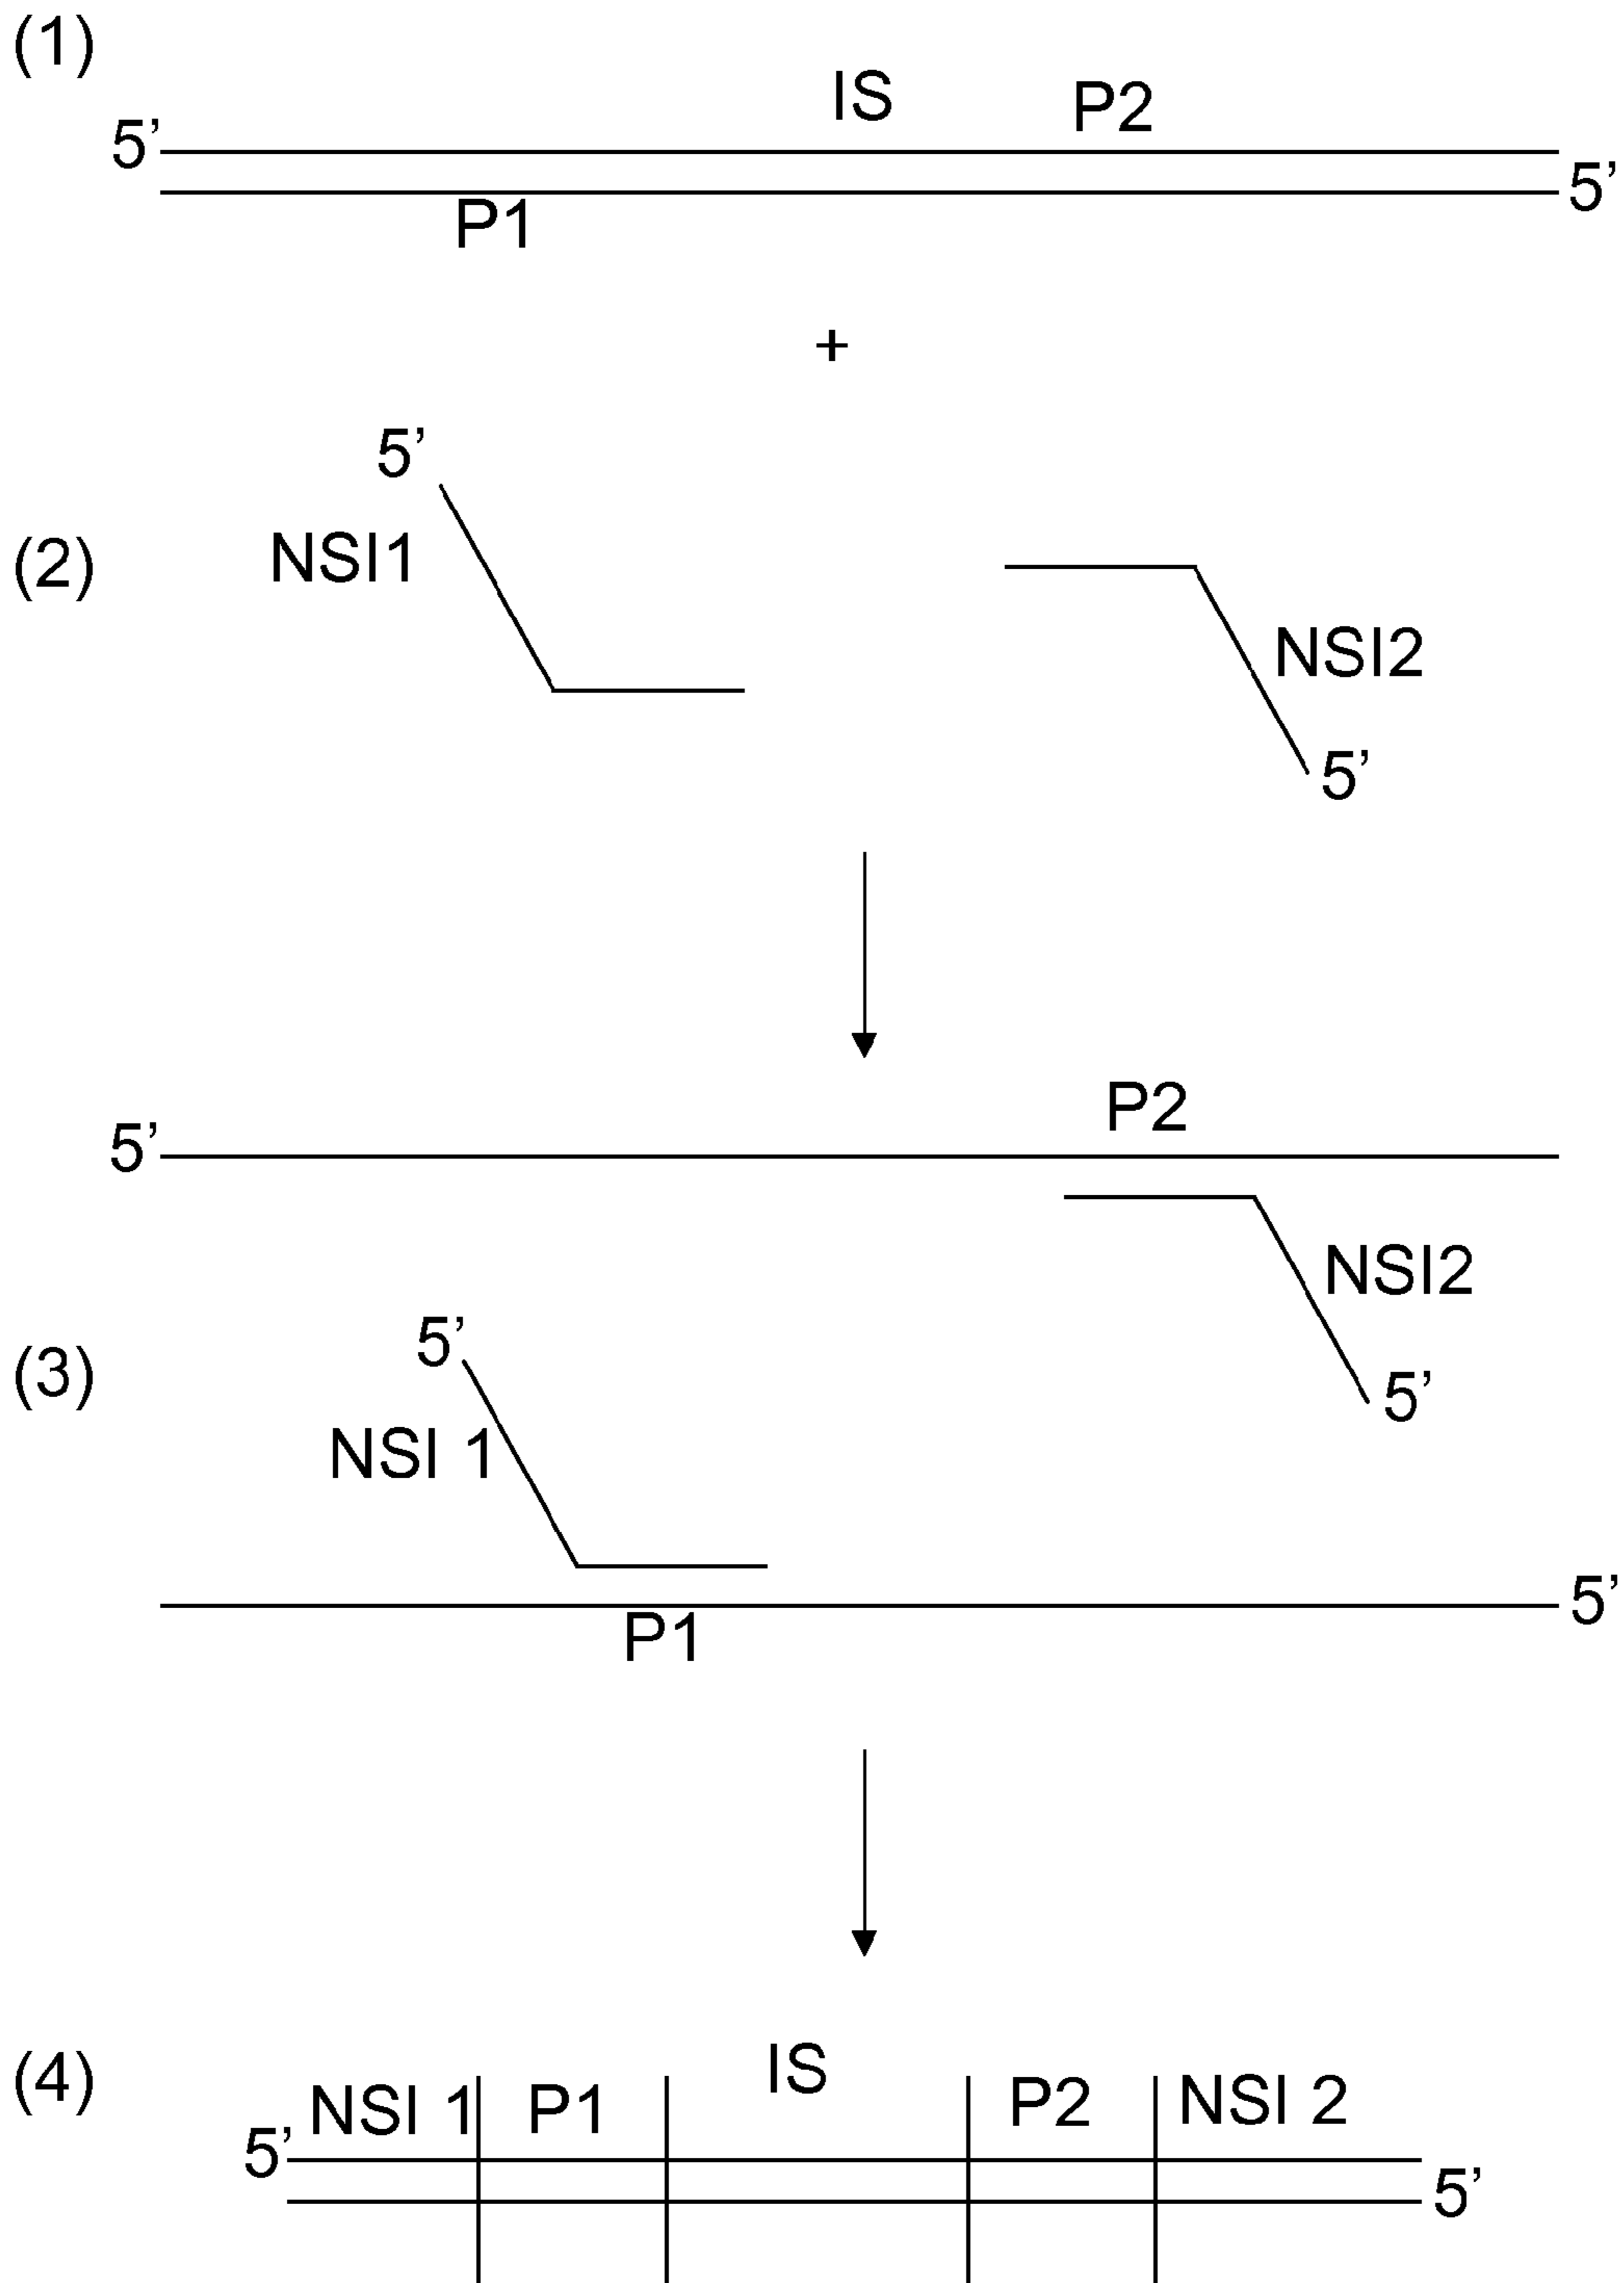 (1)
IS P2
5’
5’
P1
+
5’
(2) NSI1
NSI2
5’
P2
5’
NSI2
5’
(3)
5’
NSI 1
5’
P1
(4)
IS
NSI 1 P1 P2 NSI 2
5’
5’